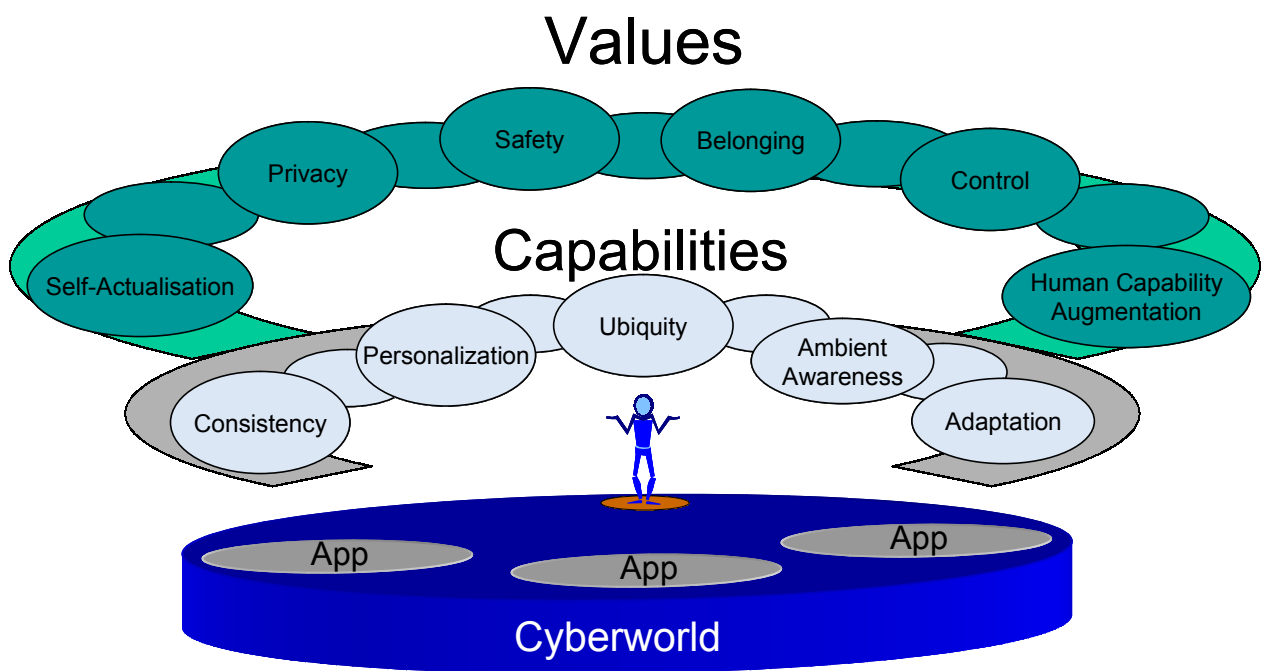 Values
Self-Actualisation
Privacy
Safety
Belonging
Control
Human Capability
Augmentation
Capabilities
Consistency
Personalization
Ubiquity
Ambient
Awareness
Adaptation
App
App
App
Cyberworld